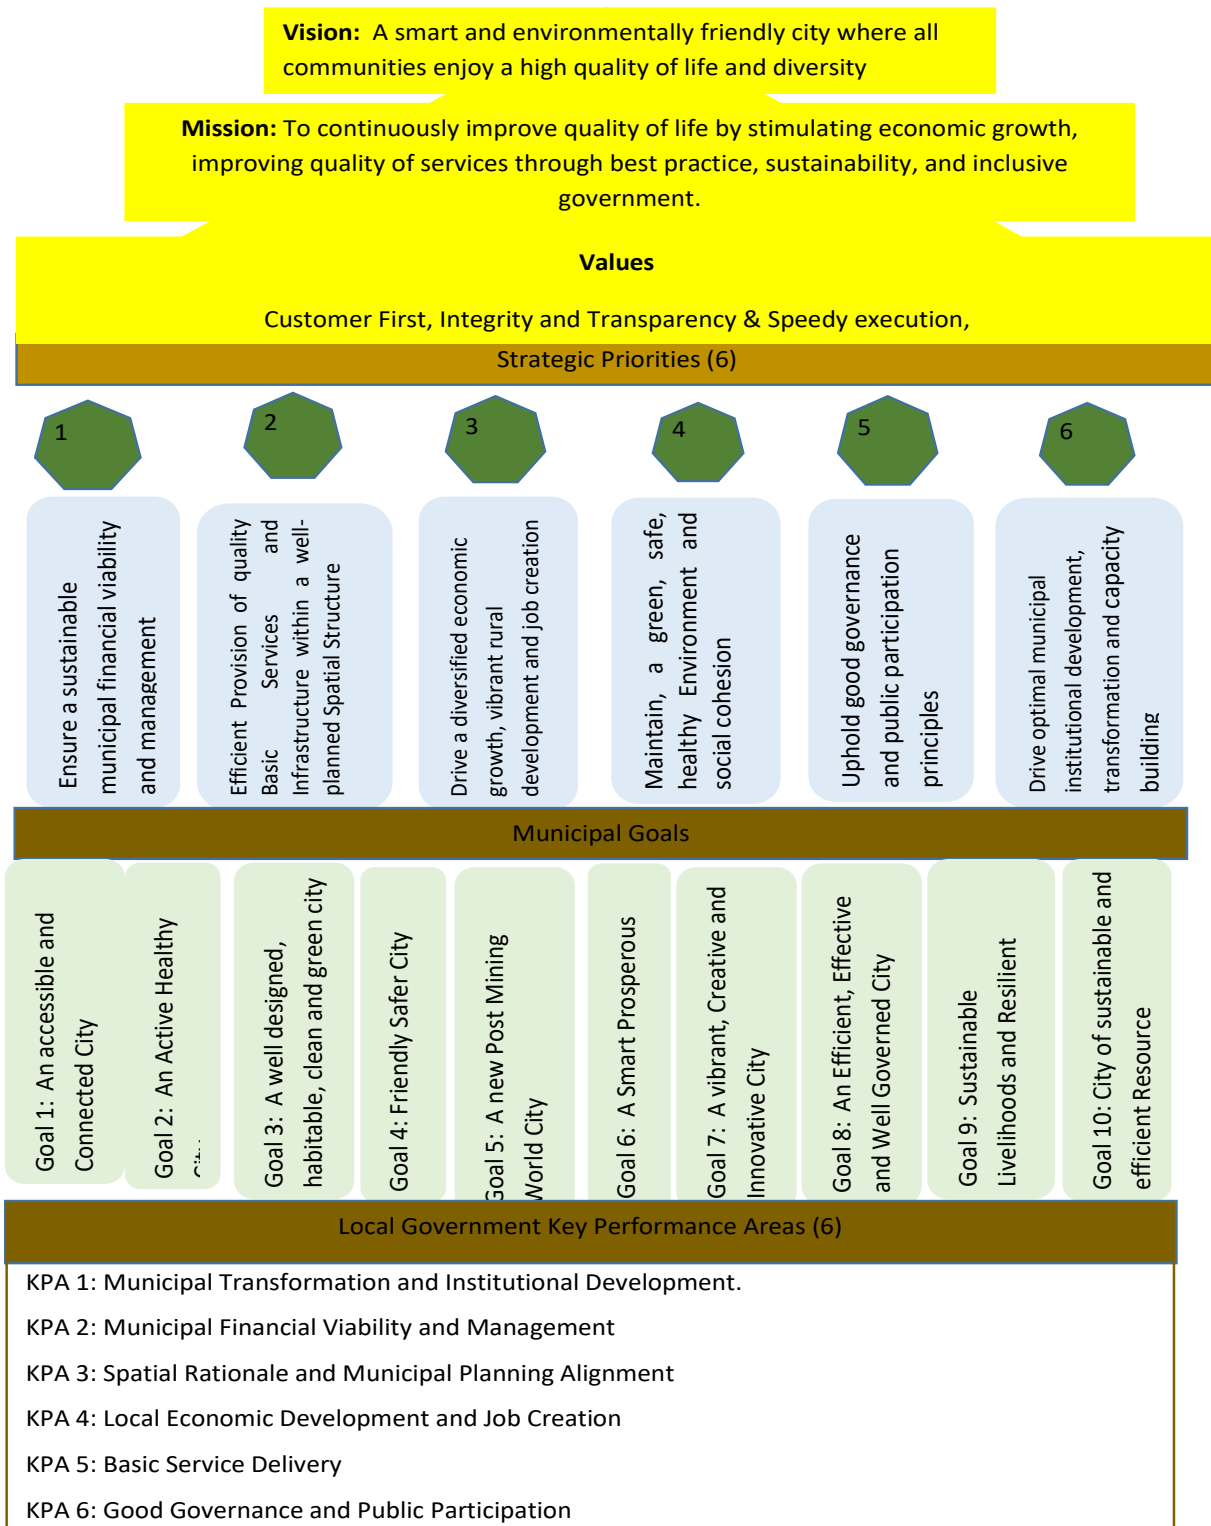 Vision: A smart and environmentally friendly city where all
communities enjoy a high quality of life and diversity
Mission: To continuously improve quality of life by stimulating economic growth,
improving quality of services through best practice, sustainability, and inclusive
government.
Values
Customer First, Integrity and Transparency & Speedy execution,
Strategic Priorities (6)
1
2
3
4
5
6
Ensure a sustainable
municipal financial viability
and management
Efficient Provision of quality
Basic Services and
Infrastructure within a well-
planned Spatial Structure
Drive a diversified economic
growth, vibrant rural
development and job creation
Maintain, a green, safe,
healthy Environment and
social cohesion
Uphold good governance
and public participation
principles
Drive optimal municipal
institutional development,
transformation and capacity
building
Municipal Goals
Goal 1: An accessible and
Connected City
Goal 2: An Active Healthy
Goal 3: A well designed,
habitable, clean and green city
Goal 4: Friendly Safer City
Goal 5: A new Post Mining
World City
Goal 6: A Smart Prosperous
Goal 7: A vibrant, Creative and
Innovative City
Goal 8: An Efficient, Effective
and Well Governed City
Goal 9: Sustainable
Livelihoods and Resilient
Goal 10: City of sustainable and
efficient Resource
Local Government Key Performance Areas (6)
KPA 1: Municipal Transformation and Institutional Development.
KPA 2: Municipal Financial Viability and Management
KPA 3: Spatial Rationale and Municipal Planning Alignment
KPA 4: Local Economic Development and Job Creation
KPA 5: Basic Service Delivery
KPA 6: Good Governance and Public Participation